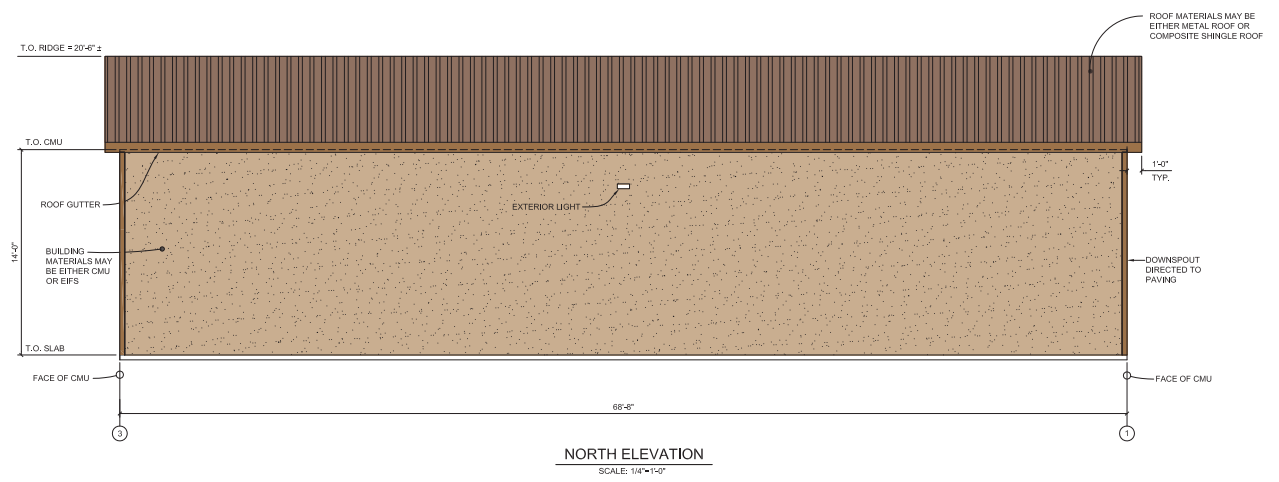 ROOF MATERIALS MAY BE
EITHER METAL ROOF OR
COMPOSITE SHINGLE ROOF
T.O. RIDGE = 20'-6" ±
T.O. CMU
1'-0"
TYP.
ROOF GUTTER
EXTERIOR LIGHT
14'-0"
BUILDING
MATERIALS MAY
BE EITHER CMU
OR EIFS
DOWNSPOUT
DIRECTED TO
PAVING
T.O. SLAB
FACE OF CMU
FACE OF CMU
68'-8"
3
1
NORTH ELEVATION
SCALE: 1/4"=1'-0"